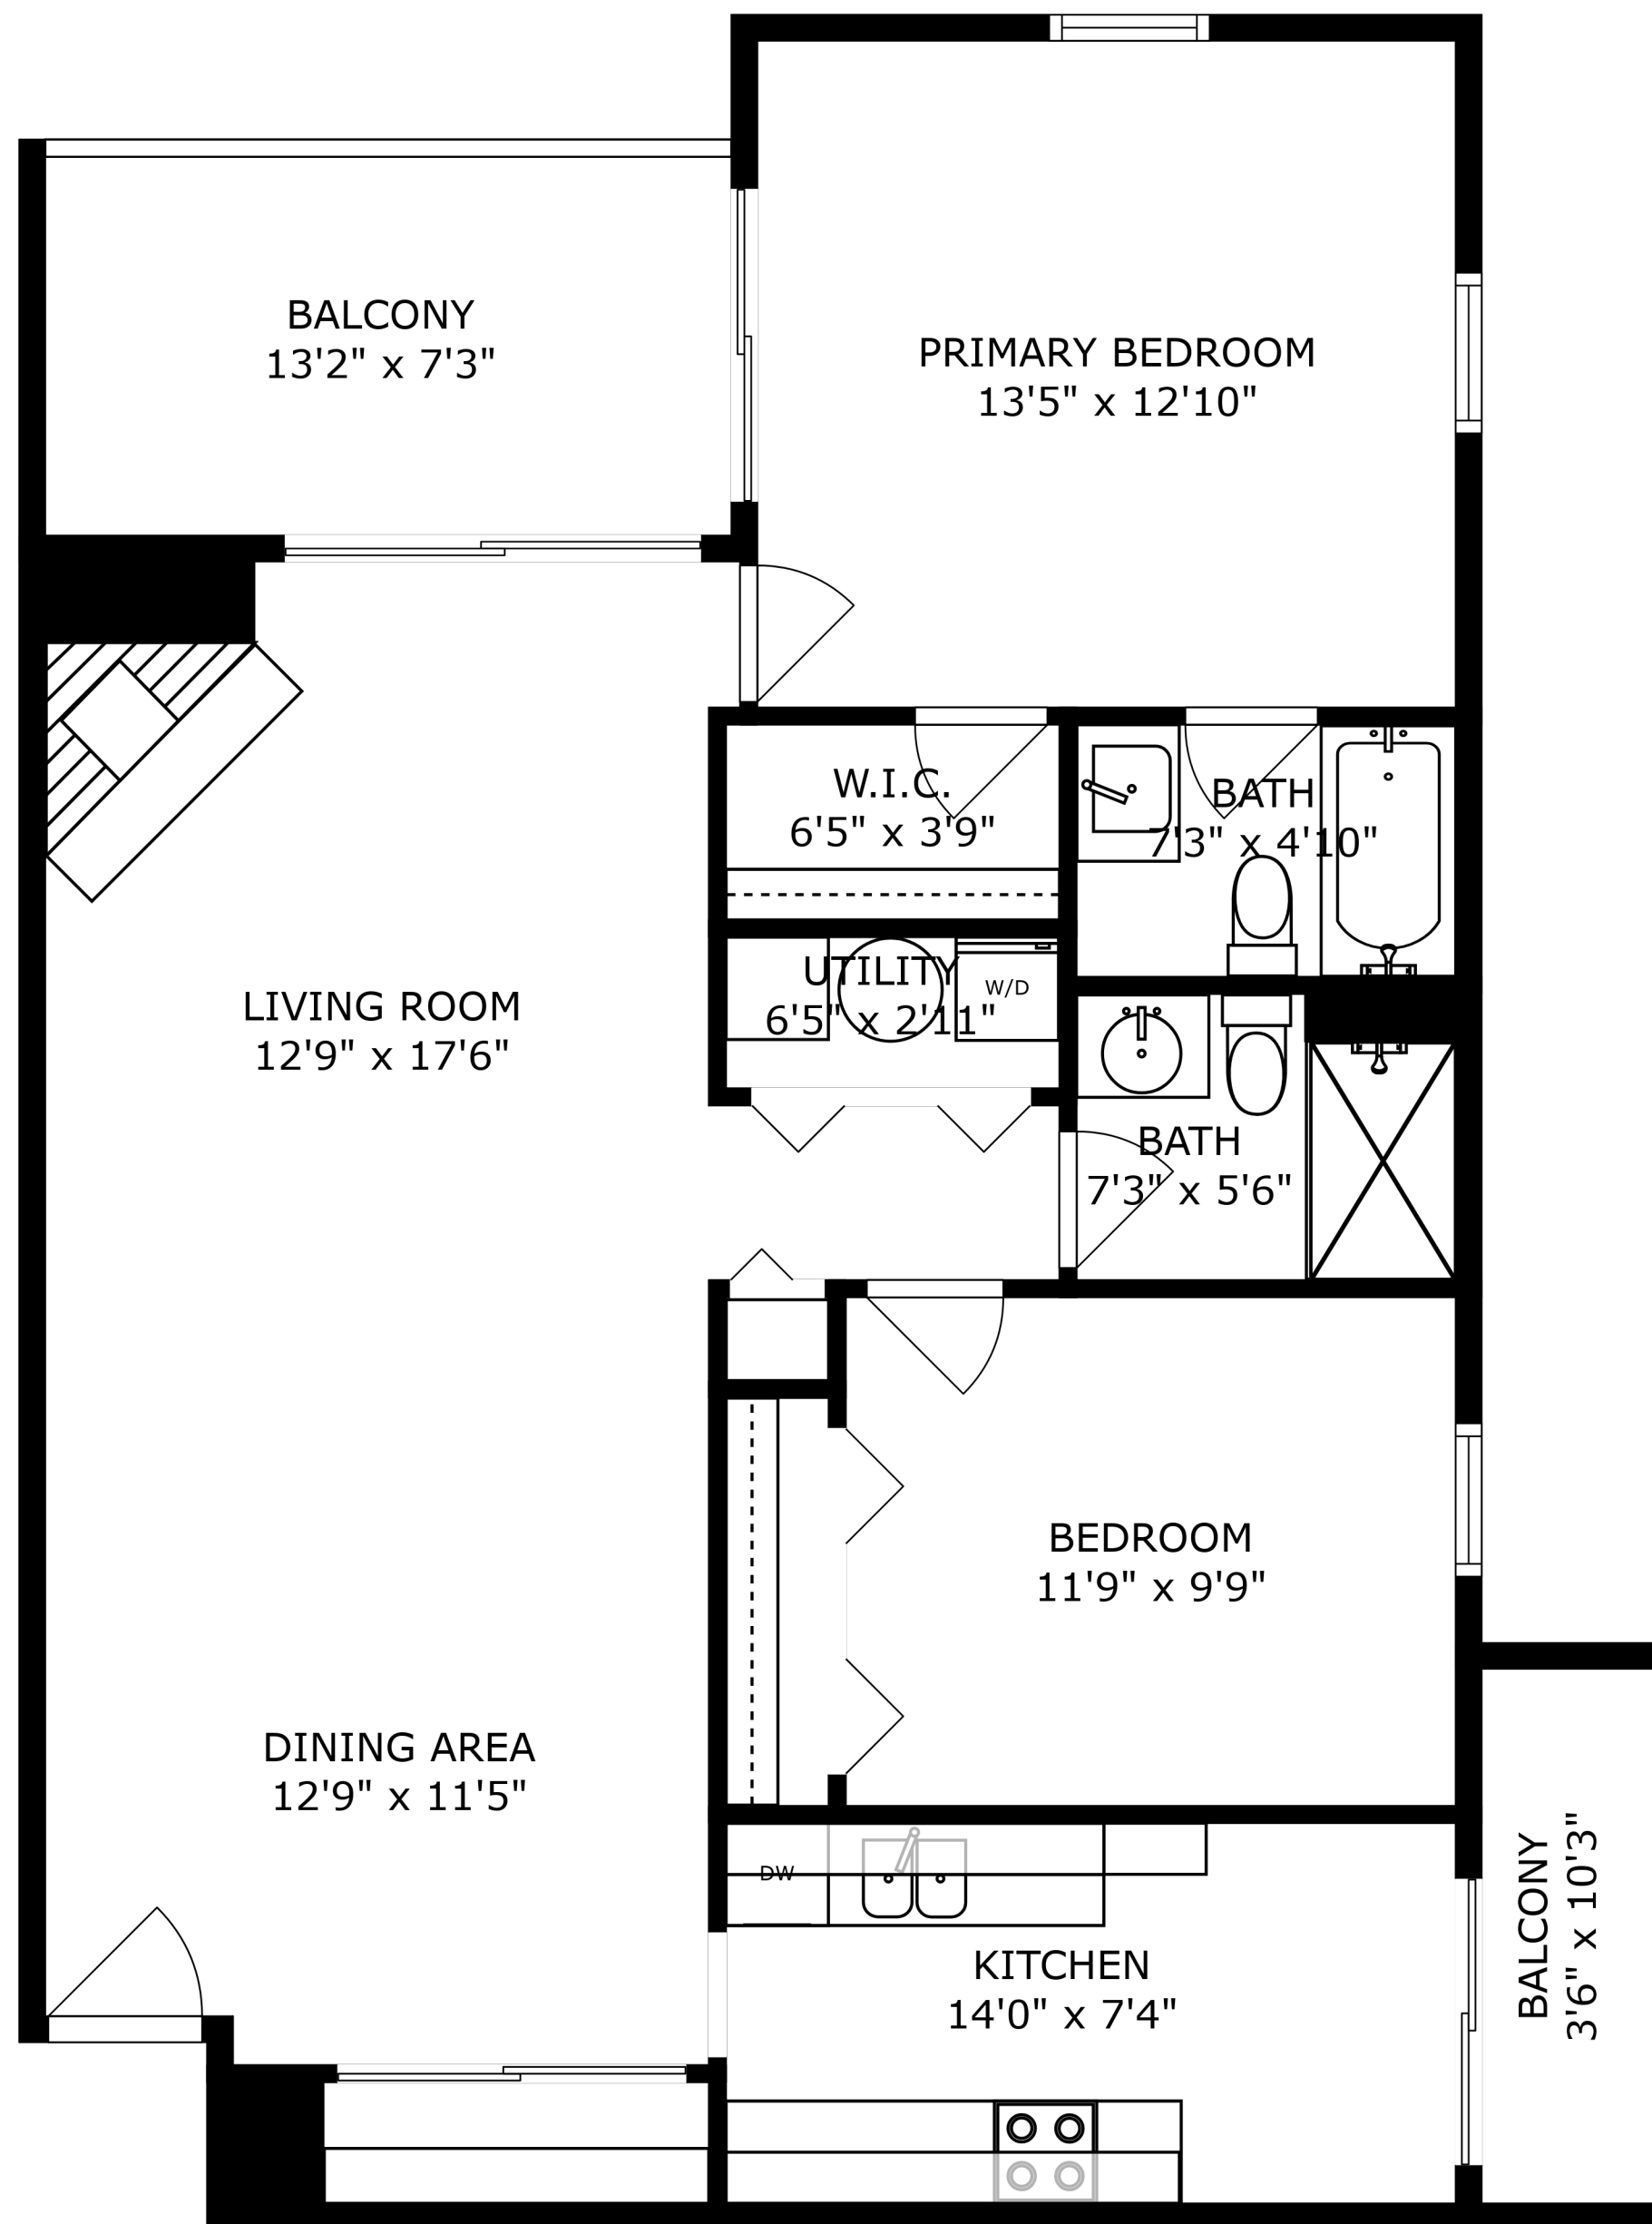 BALCONY
13'2" x 7'3"
PRIMARY BEDROOM
13'5" x 12'10"
W.I.C.
6'5" x 3'9"
BATH
7'3" x 4'10"
UTILITY
6'5" x 2'11"
W/D
LIVING ROOM
12'9" x 17'6"
BATH
7'3" x 5'6"
BEDROOM
11'9" x 9'9"
DINING AREA
12'9" x 11'5"
DW
KITCHEN
14'0" x 7'4"
BALCONY
3'6" x 10'3"